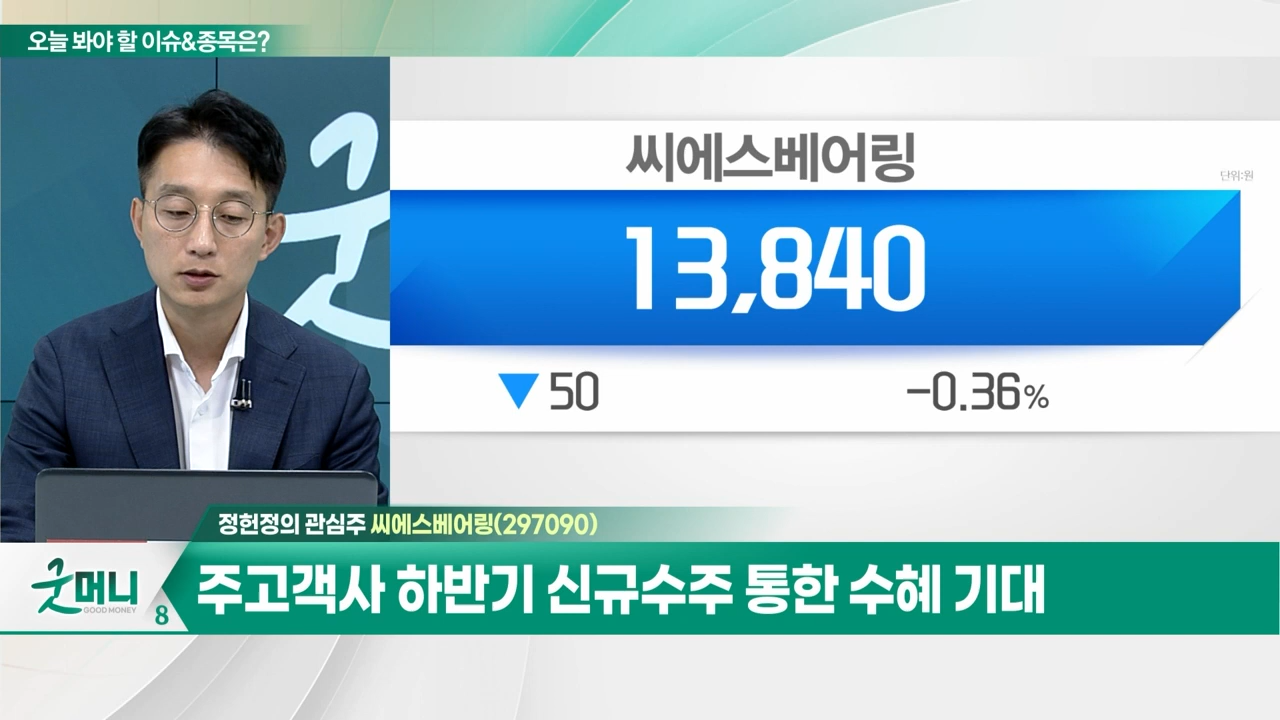 오늘 봐야 할 이슈&종목은?
씨에스베어링
단위:원
13,840
▼ 50
-0.36%
정헌정의 관심주 씨에스베어링(297090)
굿머니
GOOD MONEY
8
주고객사 하반기 신규수주 통한 수혜 기대